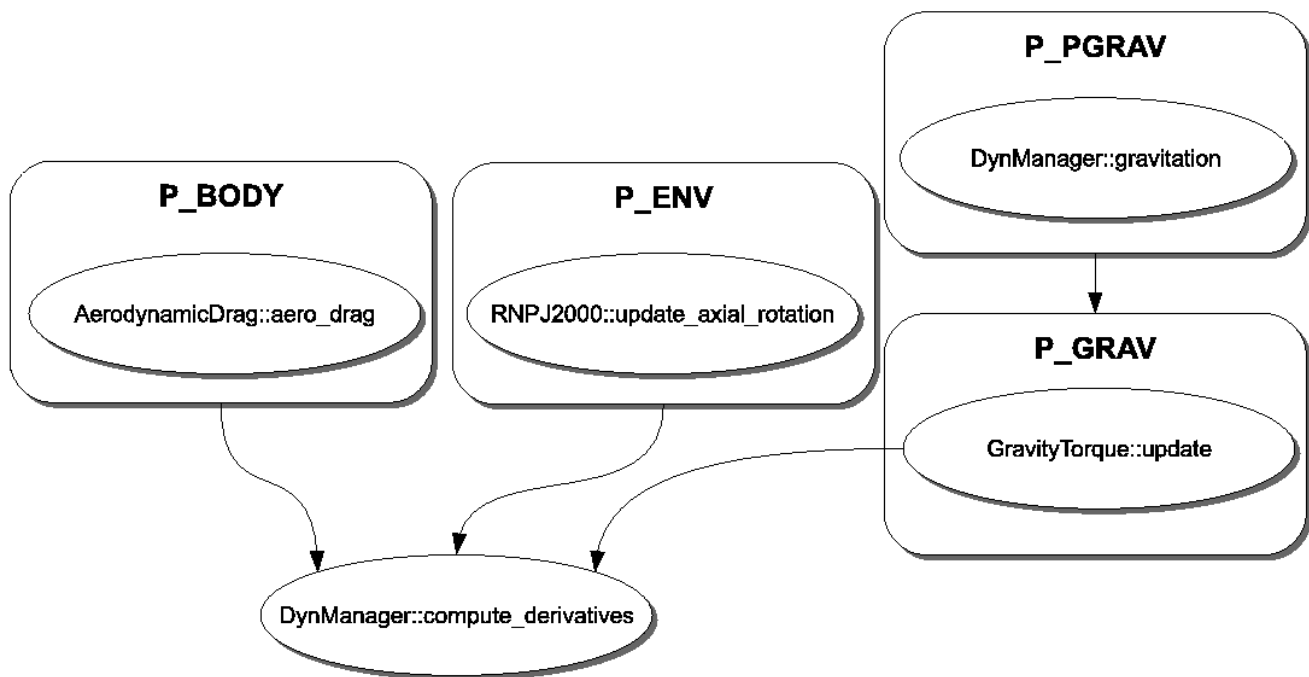 P_PGRAV
DynManager::gravitation
P_BODY
AerodynamicDrag::aero_drag
P_ENV
RNPJ2000::update_axial_rotation
P_GRAV
GravityTorque::update
DynManager::compute_derivatives